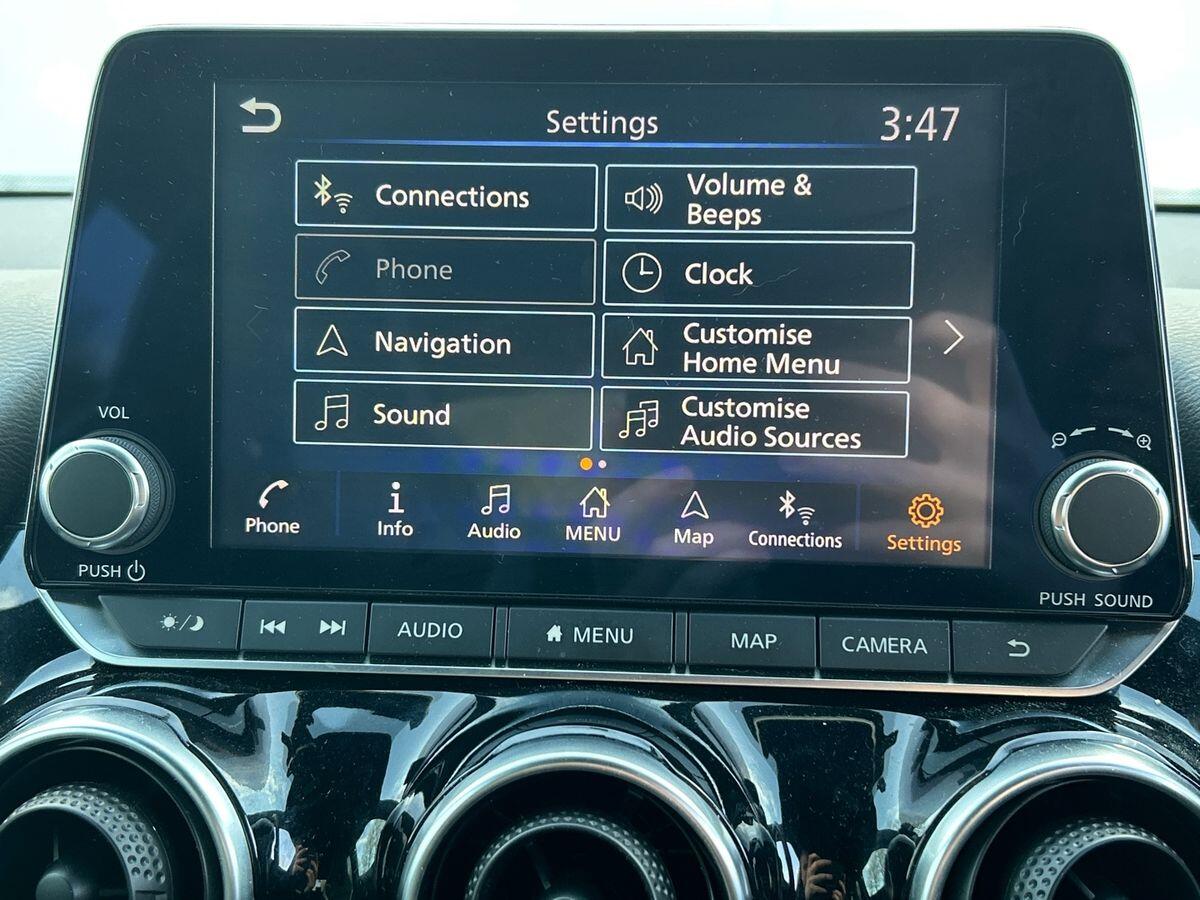 Settings
3:47
Connections
Volume &
Beeps
Phone
Clock
Navigation
Customise
Home Menu
Sound
Customise
Audio Sources
Phone
Info
Audio
MENU
Map
Connections
Settings
VOL
PUSH
PUSH SOUND
AUDIO
MENU
MAP
CAMERA